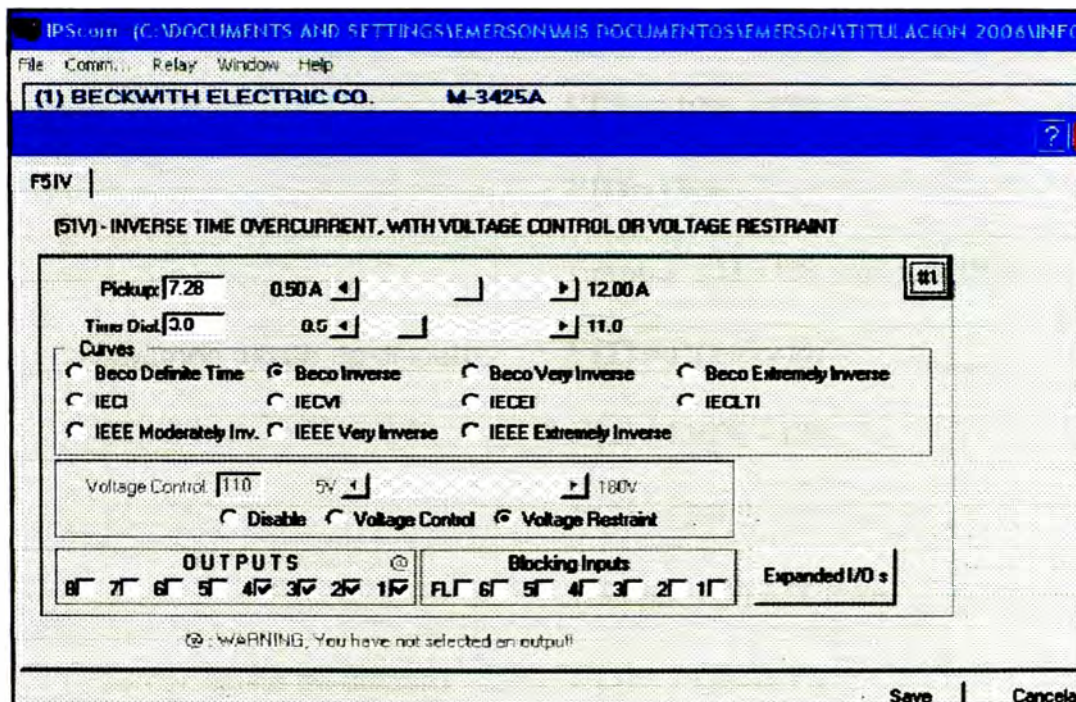 IPScom (C:\DOCUMENTS AND SETTINGS\EMERSON\MIS DOCUMENTOS\EMERSON\TITULACION 2006\INFO
File Comm... Relay Window Help
(1) BECKWITH ELECTRIC CO. M-3425A
?
F51V
(51V) - INVERSE TIME OVERCURRENT, WITH VOLTAGE CONTROL OR VOLTAGE RESTRAINT
#1
Pickup: 7.28 0.50 A 12.00 A
Time Dial: 0.5 11.0
Curves
Beco Definite Time Beco Inverse Beco Very Inverse Beco Extremely Inverse
IECI IECVI IECEI IECLTI
IEEE Moderately Inv. IEEE Very Inverse IEEE Extremely Inverse
Voltage Control: 110 5V 180V
Disable Voltage Control Voltage Restraint
OUTPUTS @ Blocking Inputs
8 7 6 5 4 3 2 1 FL 6 5 4 3 2 1 Expanded I/O s
@ : WARNING, You have not selected an output!
Save Cancela